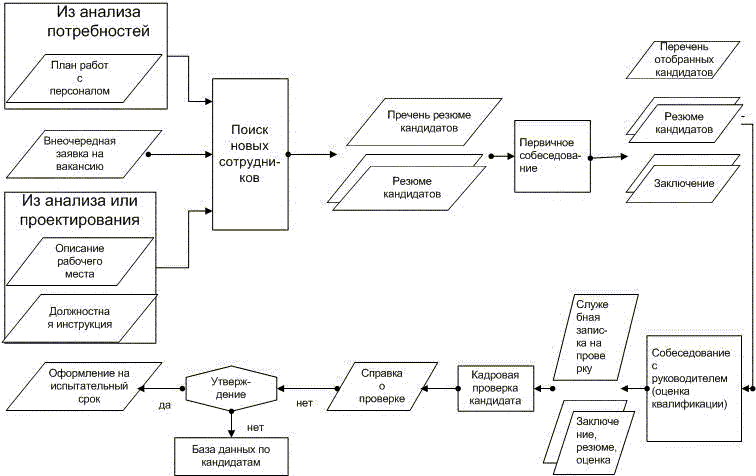 Из анализа
потребностей
План работ
с
персоналом
Внеочередная
заявка на
вакансию
Из анализа или
проектирования
Описание
рабочего
места
Должностна
я инструкция
Поиск
новых
сотрудни-
ков
Пречень резюме
кандидатов
Резюме
кандидатов
Первичное
собеседова-
ние
Перечень
отобранных
кандидатов
Резюме
кандидатов
Заключение
Собеседование
с
руководителем
(оценка
квалификации)
Служе
бная
запис-
ка на
прове
рку
Заключе
ние,
резюме,
оценка
Кадровая
проверка
кандидата
Справка
о
проверке
нет
Утверж-
дение
да
нет
Оформление на
испытательный
срок
База данных по
кандидатам